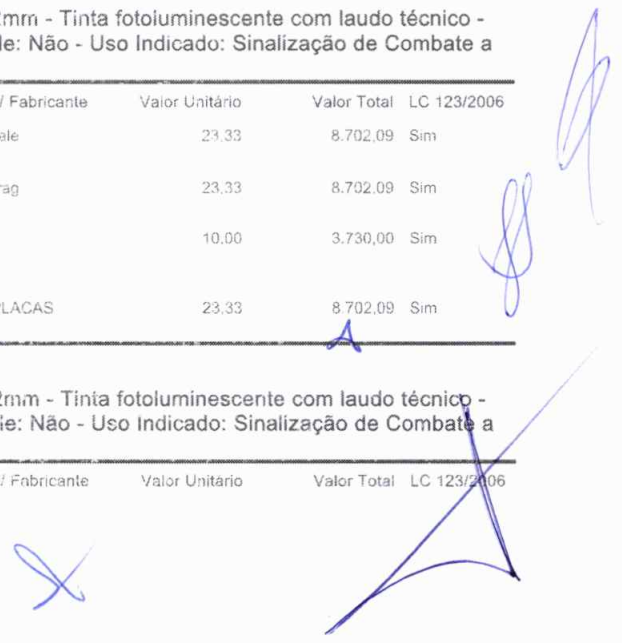 2mm - Tinta fotoluminescente com laudo técnico -
de: Não - Uso Indicado: Sinalização de Combate a
/ Fabricante Valor Unitário Valor Total LC 123/2006
ale 23,33 8.702,09 Sim
rag 23,33 8.702,09 Sim
10,00 3.730,00 Sim
PLACAS 23,33 8.702,09 Sim
2mm - Tinta fotoluminescente com laudo técnico -
de: Não - Uso Indicado: Sinalização de Combate a
/ Fabricante Valor Unitário Valor Total LC 123/2006